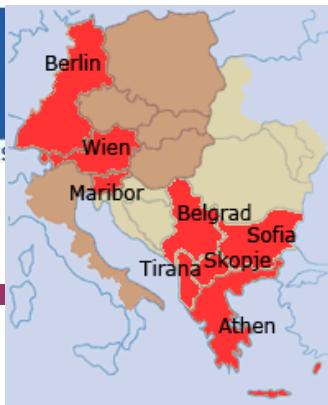 Berlin
Wien
Maribor
Belgrad
Sofia
Tirana
Skopje
Athen